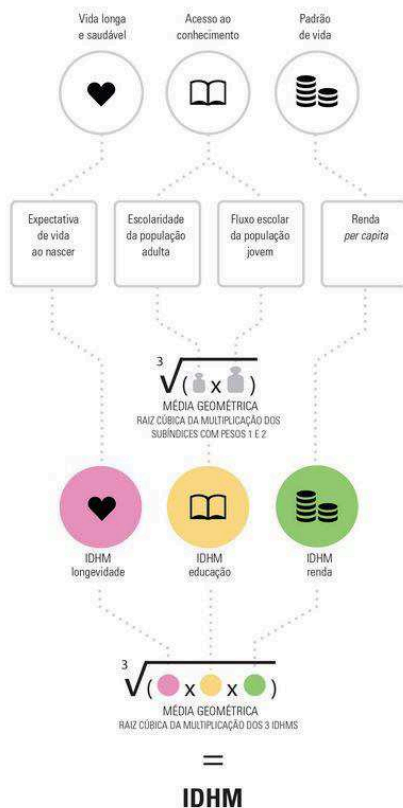 Vida longa
e saudável
Acesso ao
conhecimento
Padrão
de vida
Expectativa
de vida
ao nascer
Escolaridade
da população
adulta
Fluxo escolar
da população
jovem
Renda
per capita
3√( x )
MÉDIA GEOMÉTRICA
RAIZ CÚBICA DA MULTIPLICAÇÃO DOS
SUBÍNDICES COM PESOS 1 E 2
IDHM
longevidade
IDHM
educação
IDHM
renda
3√( x x )
MÉDIA GEOMÉTRICA
RAIZ CÚBICA DA MULTIPLICAÇÃO DOS 3 IDHMS
=
IDHM